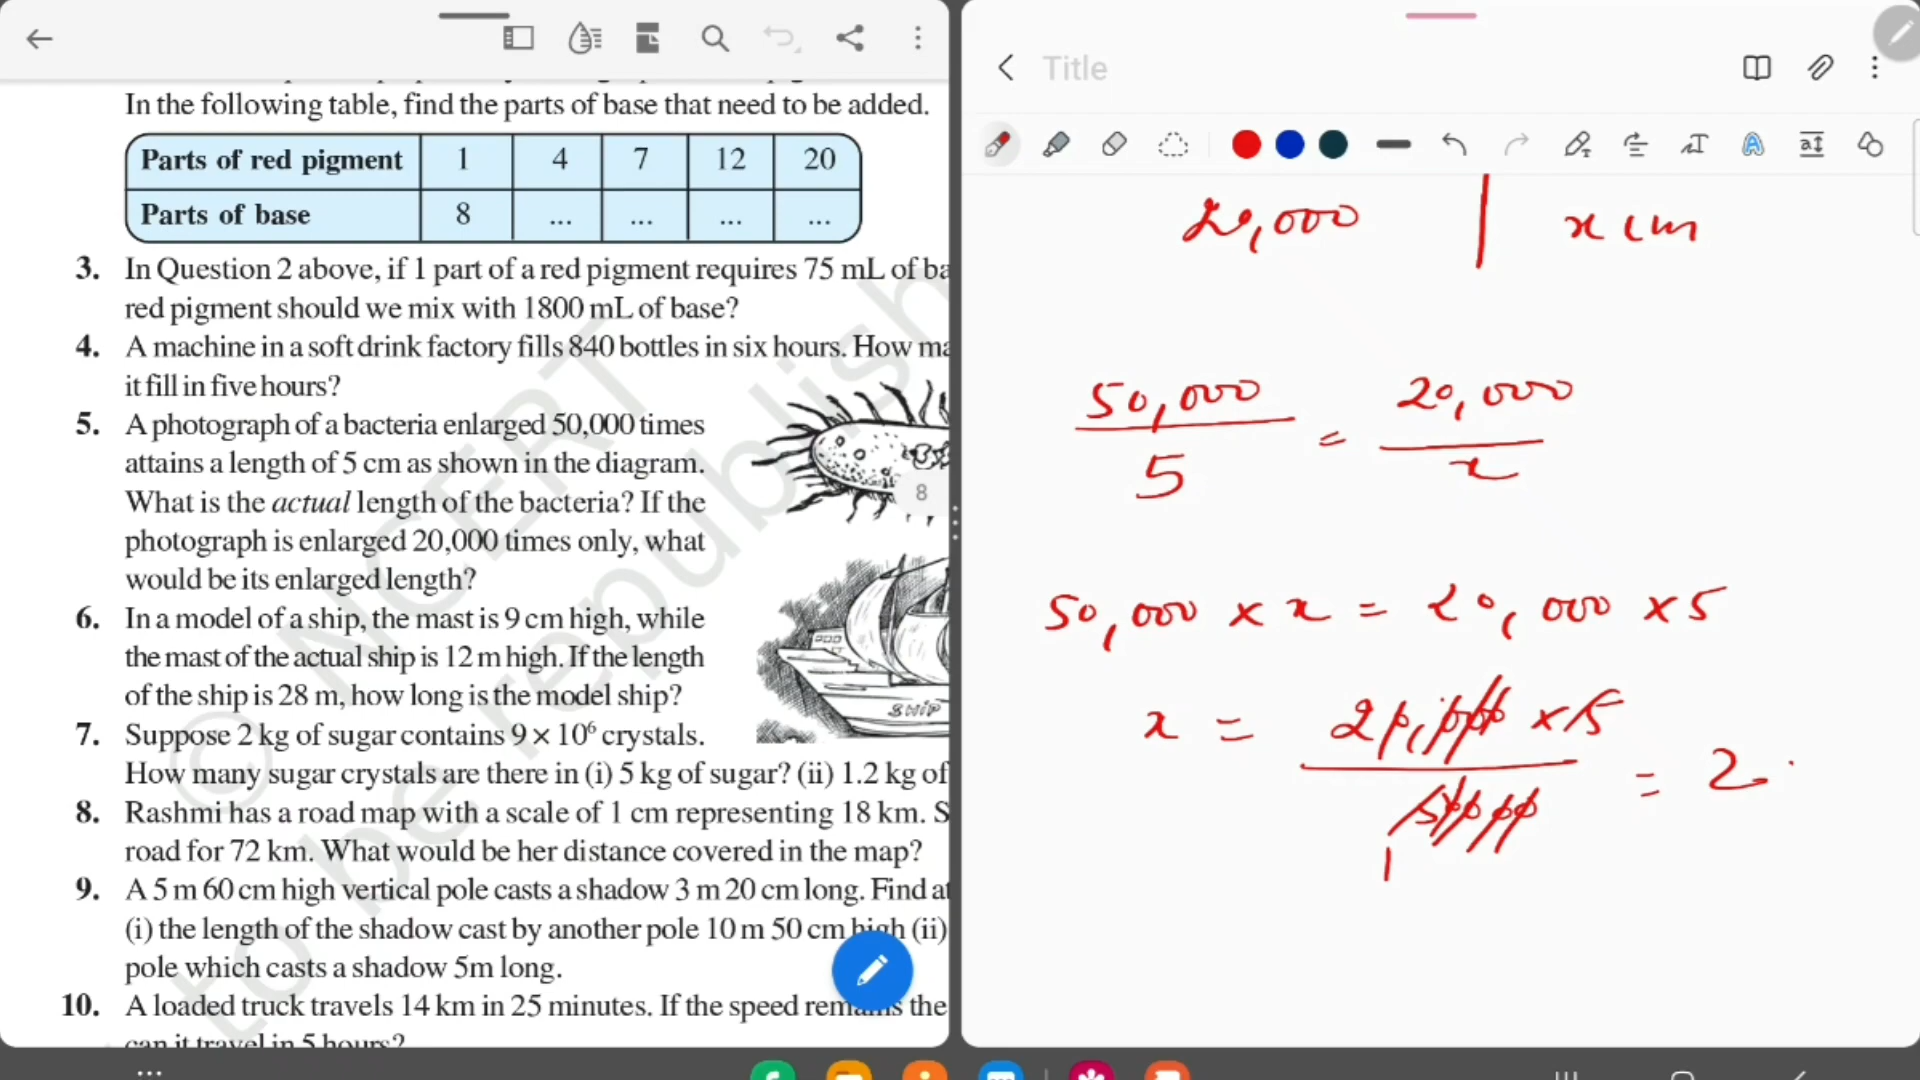 In the following table, find the parts of base that need to be added.
Parts of red pigment 1 4 7 12 20
Parts of base 8 ... ... ... ...
3. In Question 2 above, if 1 part of a red pigment requires 75 mL of ba
red pigment should we mix with 1800 mL of base?
4. A machine in a soft drink factory fills 840 bottles in six hours. How ma
it fill in five hours?
5. A photograph of a bacteria enlarged 50,000 times
attains a length of 5 cm as shown in the diagram.
What is the actual length of the bacteria? If the
photograph is enlarged 20,000 times only, what
would be its enlarged length?
6. In a model of a ship, the mast is 9 cm high, while
the mast of the actual ship is 12 m high. If the length
of the ship is 28 m, how long is the model ship?
7. Suppose 2 kg of sugar contains 9 × 10⁶ crystals.
How many sugar crystals are there in (i) 5 kg of sugar? (ii) 1.2 kg of
8. Rashmi has a road map with a scale of 1 cm representing 18 km. S
road for 72 km. What would be her distance covered in the map?
9. A 5 m 60 cm high vertical pole casts a shadow 3 m 20 cm long. Find at
(i) the length of the shadow cast by another pole 10 m 50 cm high (ii)
pole which casts a shadow 5m long.
10. A loaded truck travels 14 km in 25 minutes. If the speed remains the
can it travel in 5 hours?
8
SHIP
© NCERT
to be republish
Title
20,000 | x cm
50,000 / 5 = 20,000 / x
50,000 × x = 20,000 × 5
x = 20,000 × 5 / 50000 = 2
1